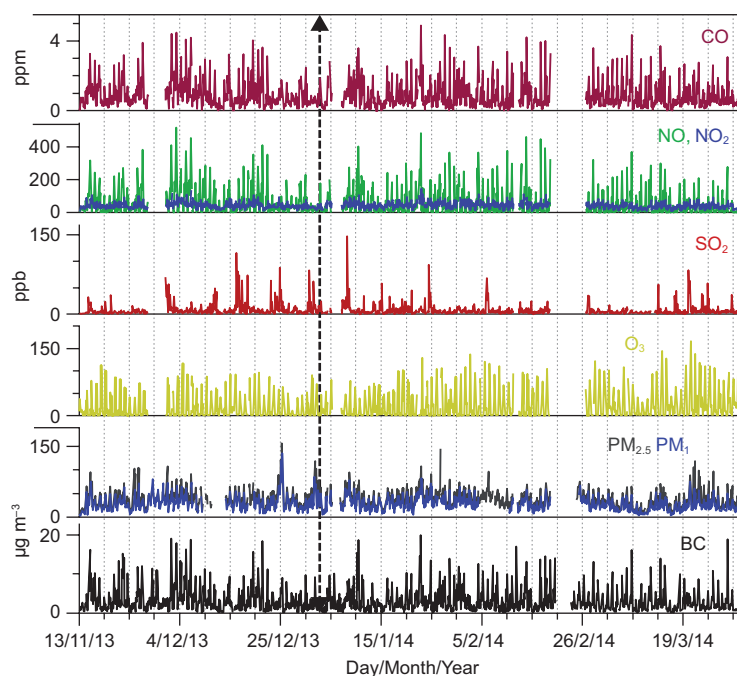 4
2
0
ppm
CO
400
200
0
NO, NO₂
150
0
ppb
SO₂
150
0
O₃
150
0
PM₂.₅ PM₁
µg m⁻³
20
0
BC
13/11/13 4/12/13 25/12/13 15/1/14 5/2/14 26/2/14 19/3/14
Day/Month/Year